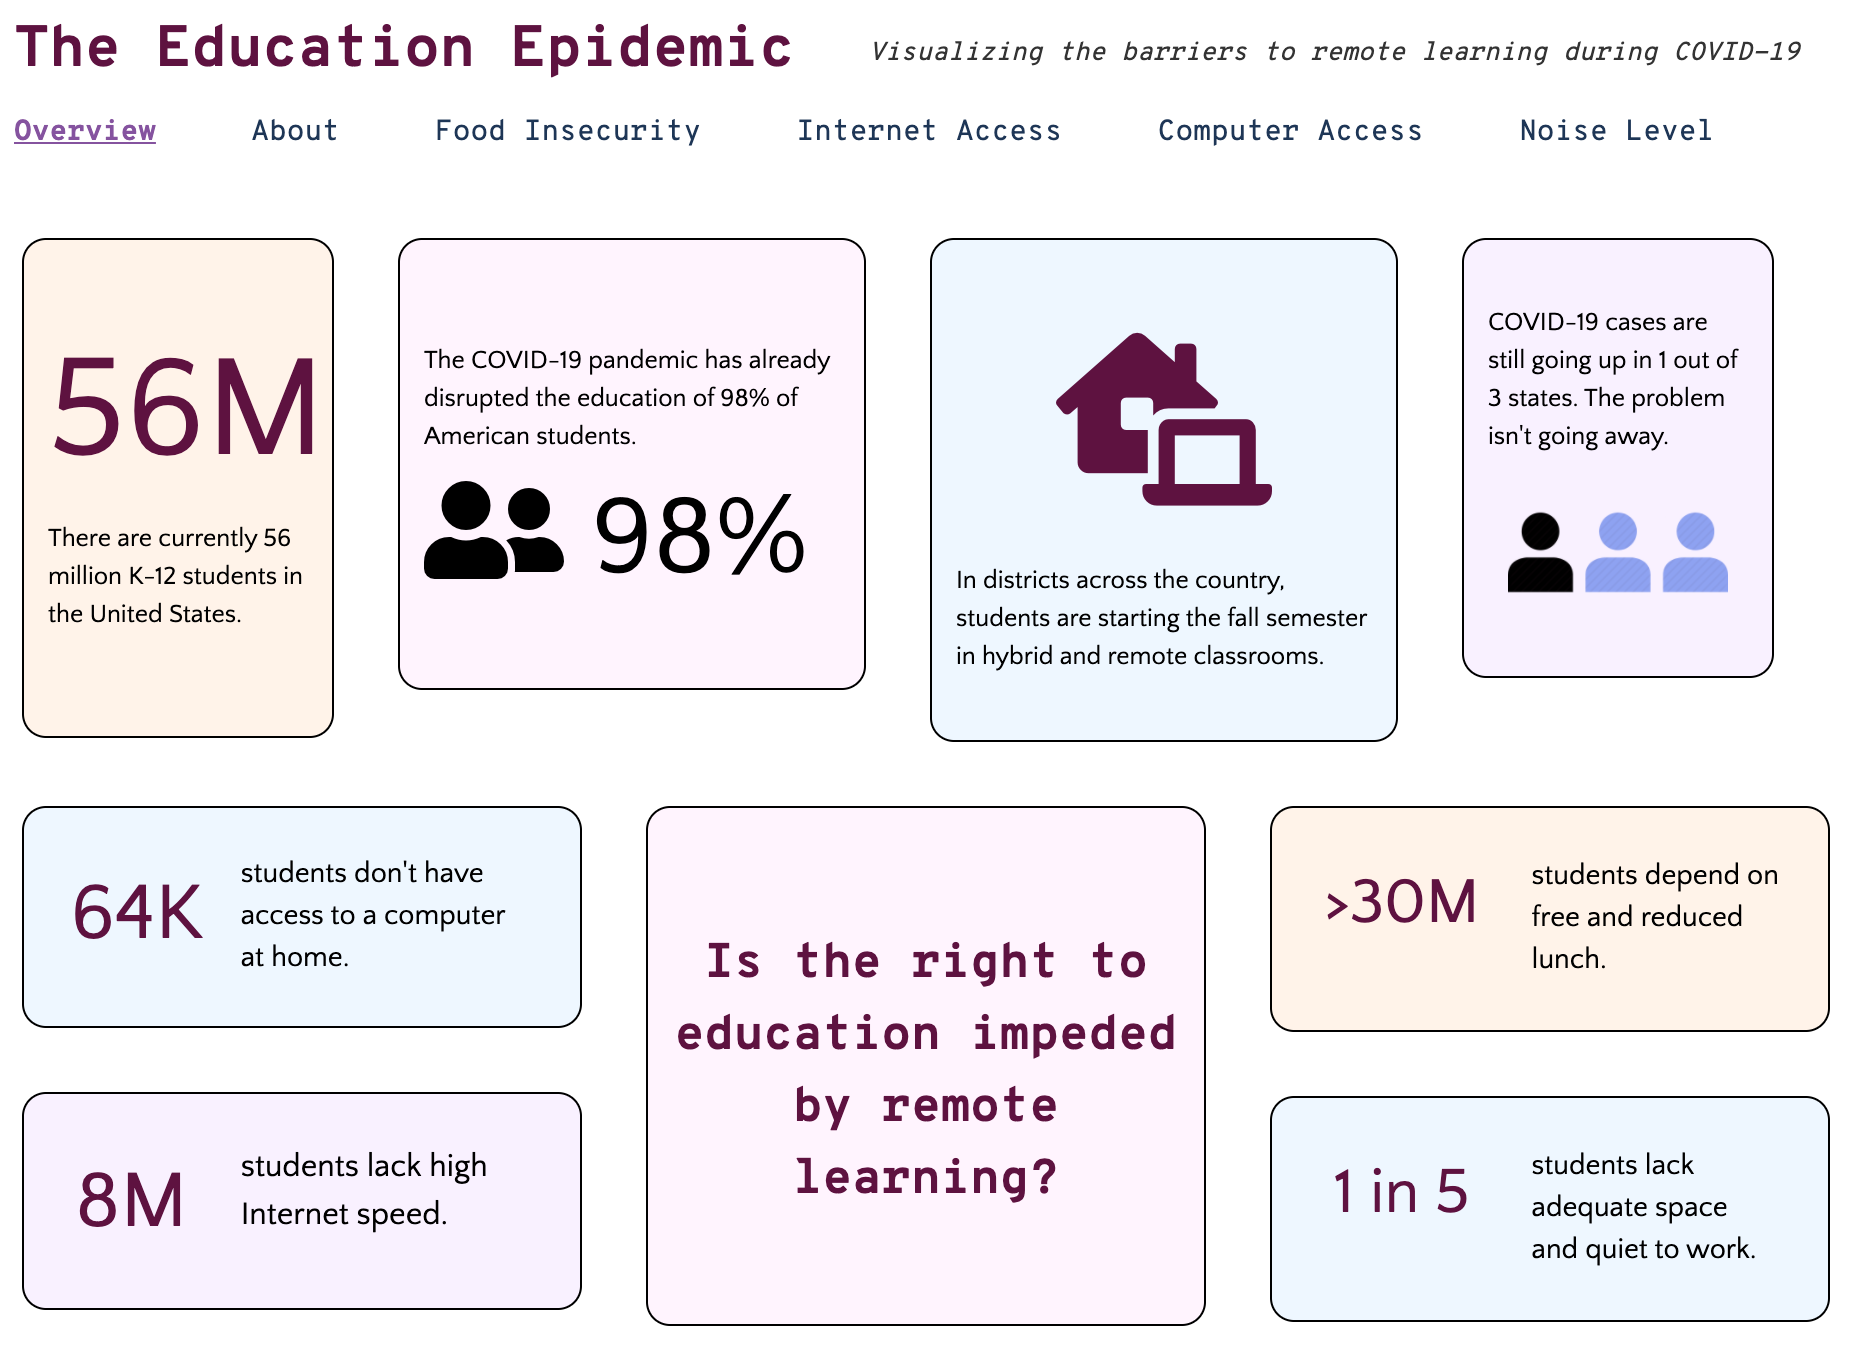 The Education Epidemic
Visualizing the barriers to remote learning during COVID-19
Overview
About
Food Insecurity
Internet Access
Computer Access
Noise Level
56M
There are currently 56
million K-12 students in
the United States.
The COVID-19 pandemic has already
disrupted the education of 98% of
American students.
98%
In districts across the country,
students are starting the fall semester
in hybrid and remote classrooms.
COVID-19 cases are
still going up in 1 out of
3 states. The problem
isn't going away.
64K
students don't have
access to a computer
at home.
8M
students lack high
Internet speed.
Is the right to
education impeded
by remote
learning?
>30M
students depend on
free and reduced
lunch.
1 in 5
students lack
adequate space
and quiet to work.